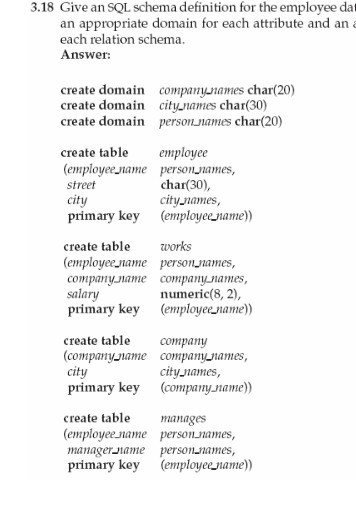 3.18 Give an SQL schema definition for the employee dat
an appropriate domain for each attribute and an a
each relation schema.
Answer:
create domain company_names char(20)
create domain city_names char(30)
create domain person_names char(20)
create table employee
(employee_name person_names,
street char(30),
city city_names,
primary key (employee_name))
create table works
(employee_name person_names,
company_name company_names,
salary numeric(8, 2),
primary key (employee_name))
create table company
(company_name company_names,
city city_names,
primary key (company_name))
create table manages
(employee_name person_names,
manager_name person_names,
primary key (employee_name))